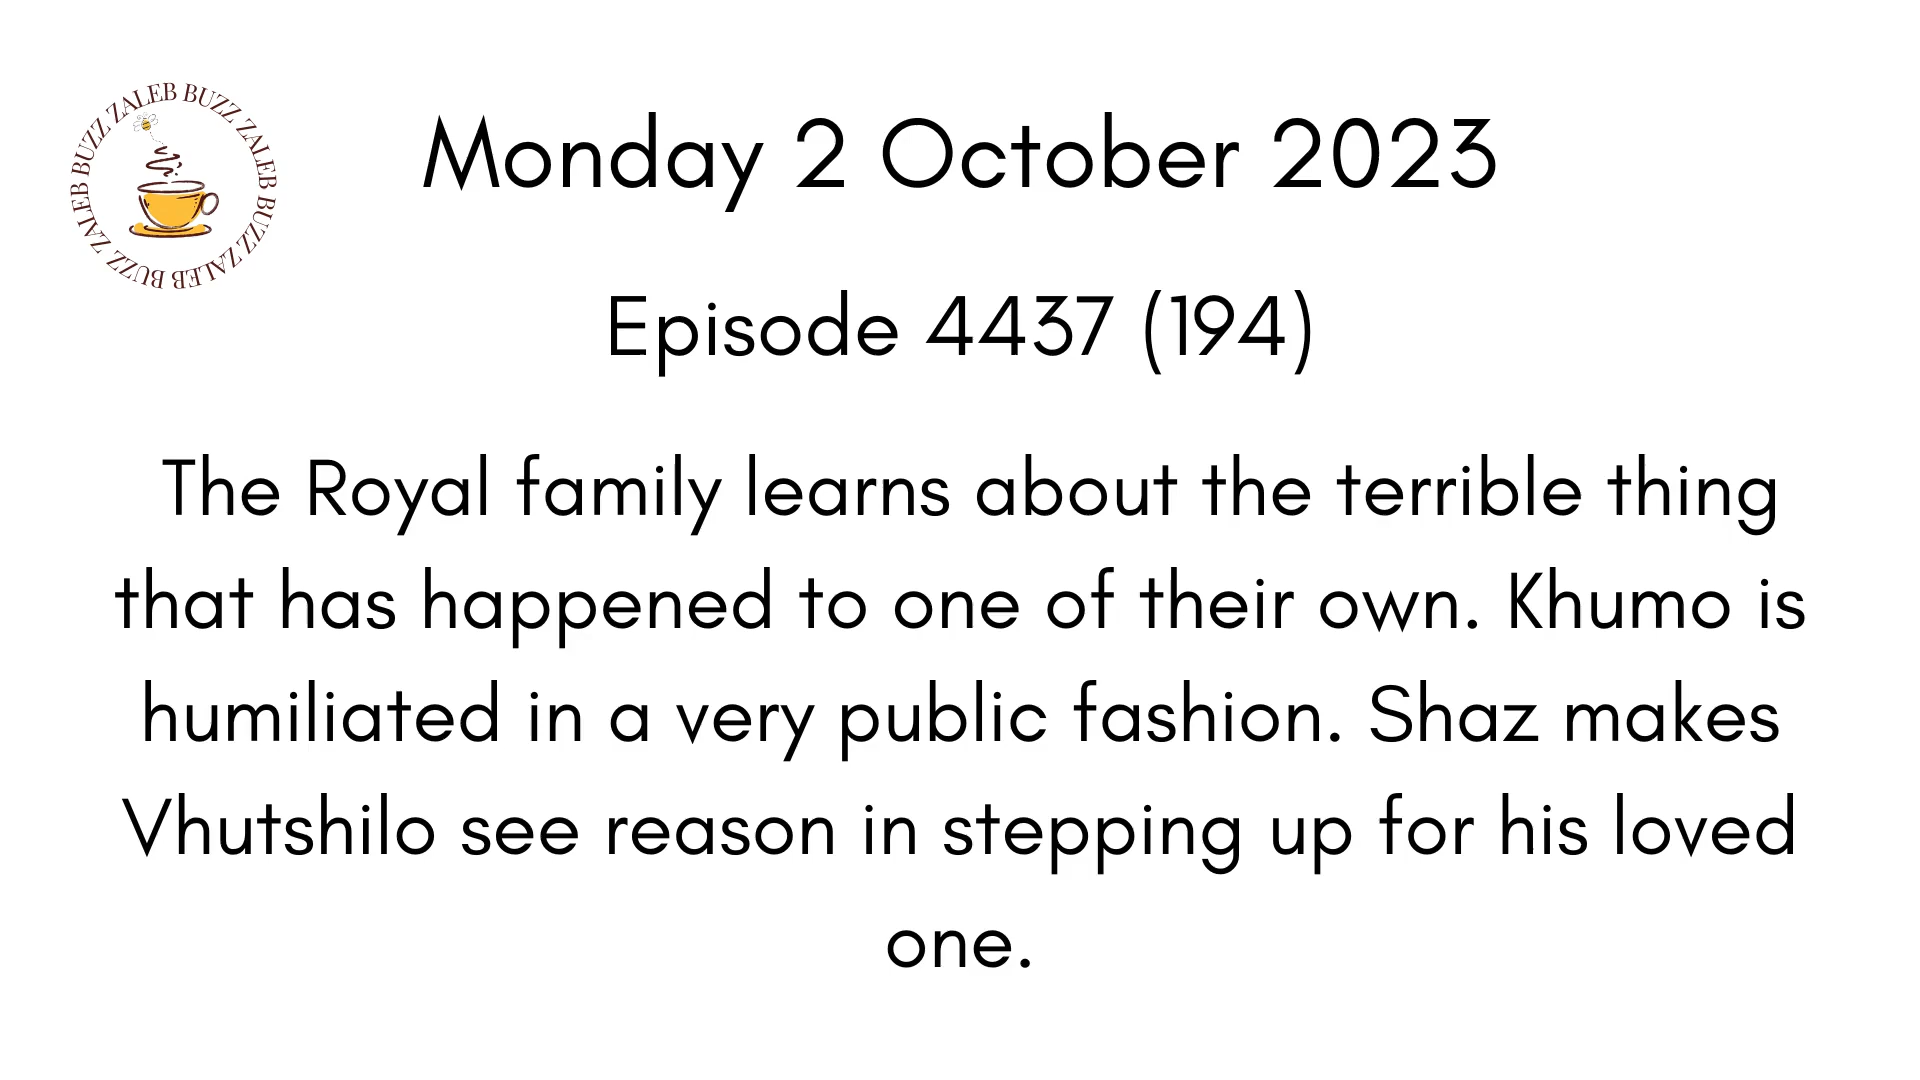 ZALEB BUZZ ZALEB BUZZ ZALEB BUZZ ZALEB BUZZ
Monday 2 October 2023
Episode 4437 (194)
The Royal family learns about the terrible thing
that has happened to one of their own. Khumo is
humiliated in a very public fashion. Shaz makes
Vhutshilo see reason in stepping up for his loved
one.